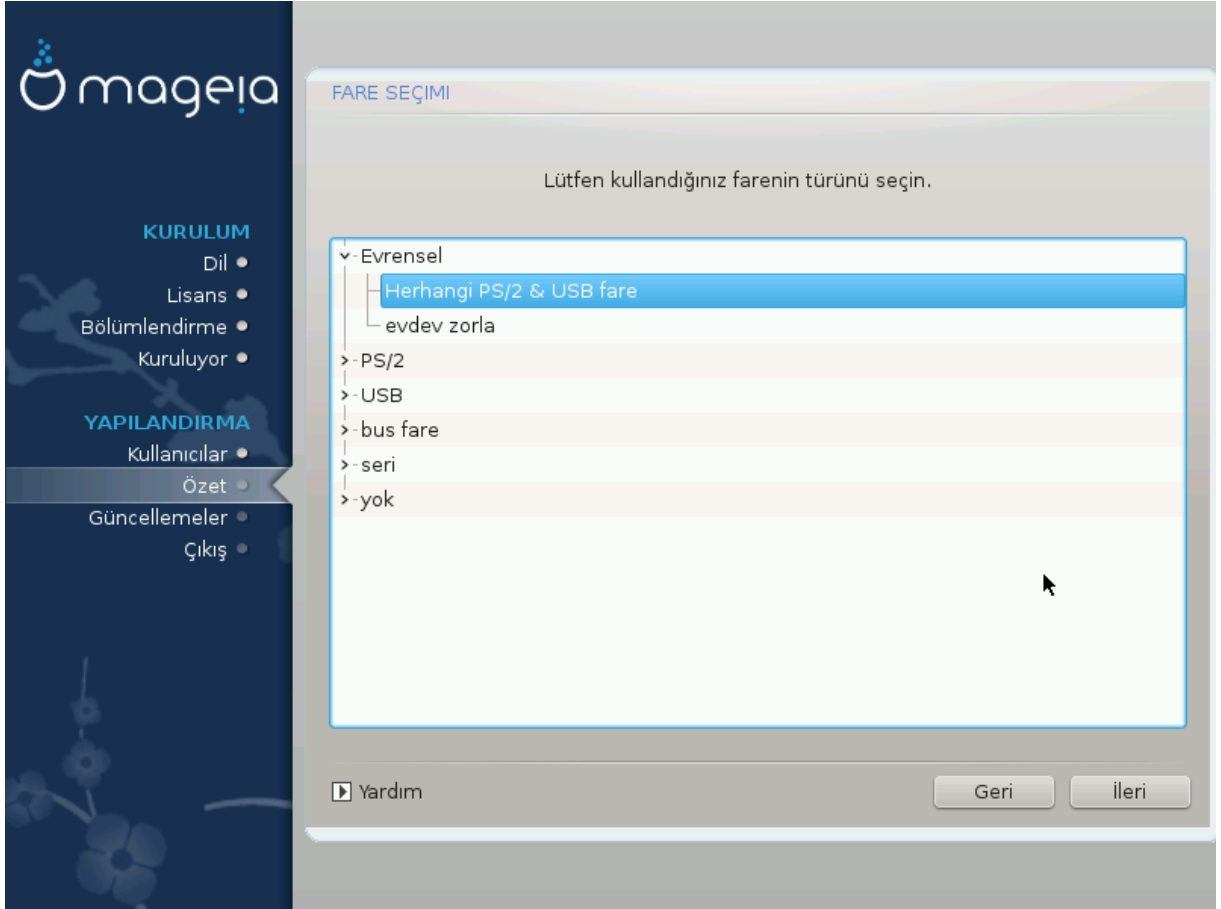 mageia
FARE SEÇIMI
Lütfen kullandığınız farenin türünü seçin.
KURULUM
Dil
Lisans
Bölümlendirme
Kuruluyor
YAPILANDIRMA
Kullanıcılar
Özet
Güncellemeler
Çıkış
Evrensel
Herhangi PS/2 & USB fare
evdev zorla
PS/2
USB
bus fare
seri
yok
Yardım
Geri
İleri